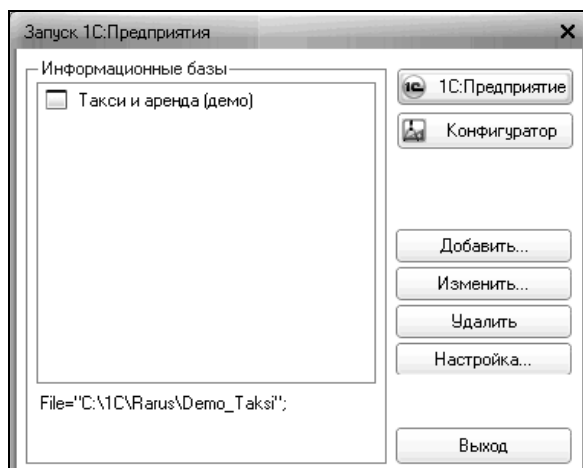 Запуск 1С:Предприятия
Информационные базы
Такси и аренда (демо)
File="C:\1C\Rarus\Demo_Taksi";
1С:Предприятие
Конфигуратор
Добавить...
Изменить...
Удалить
Настройка...
Выход